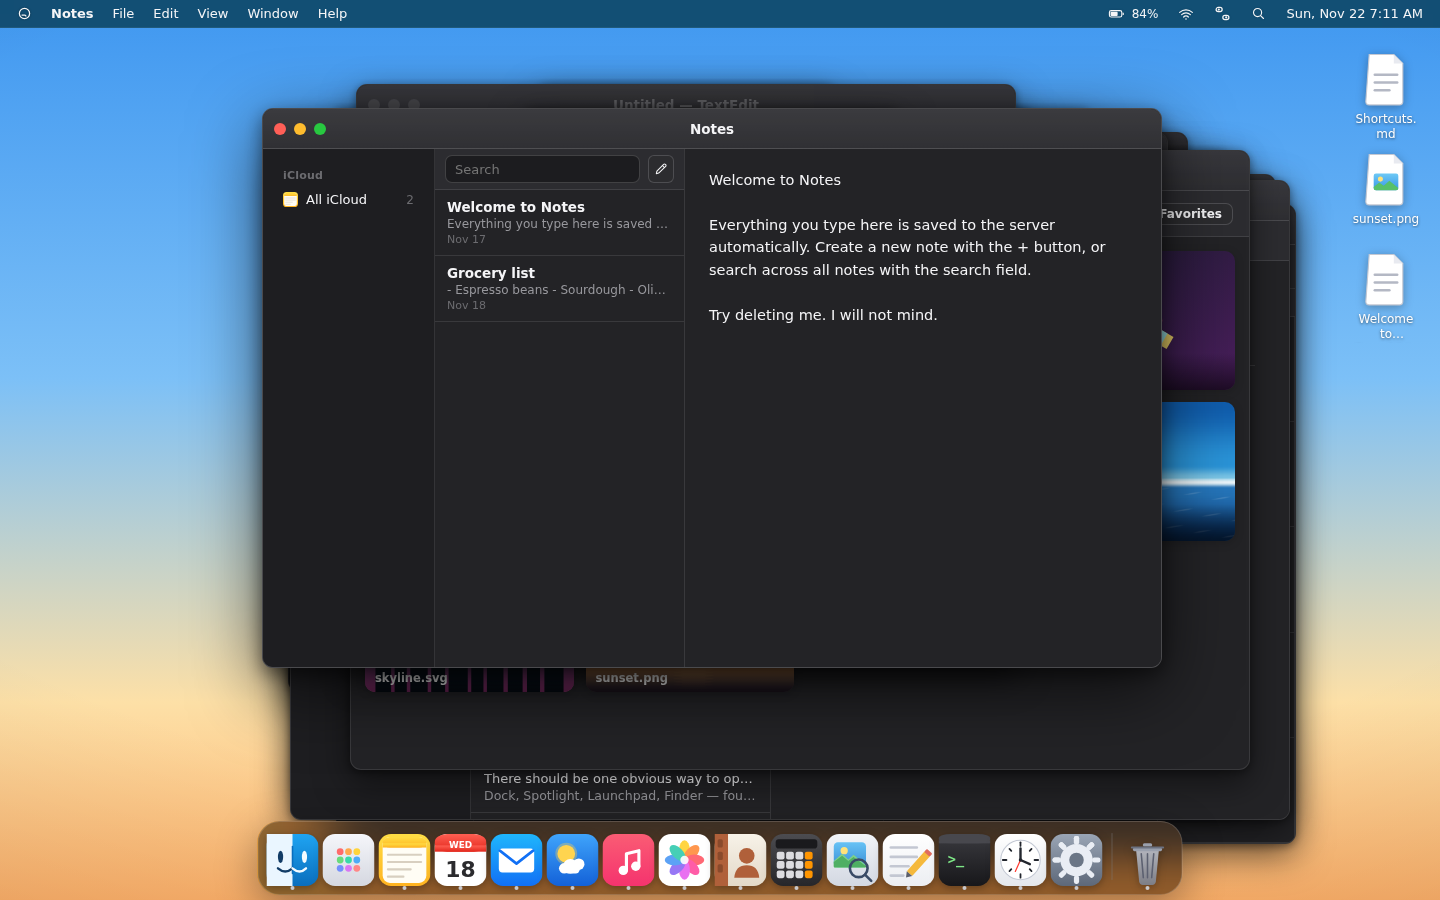 Notes File Edit View Window Help 84% Sun, Nov 22 7:11 AM
Shortcuts.
md
sunset.png
Welcome
to…
Untitled — TextEdit
Notes
iCloud
All iCloud 2
Search
Welcome to Notes
Everything you type here is saved …
Nov 17
Grocery list
- Espresso beans - Sourdough - Oli…
Nov 18
Welcome to Notes
Everything you type here is saved to the server
automatically. Create a new note with the + button, or
search across all notes with the search field.
Try deleting me. I will not mind.
Favorites
skyline.svg
sunset.png
There should be one obvious way to op…
Dock, Spotlight, Launchpad, Finder — fou…
WED
18
>_